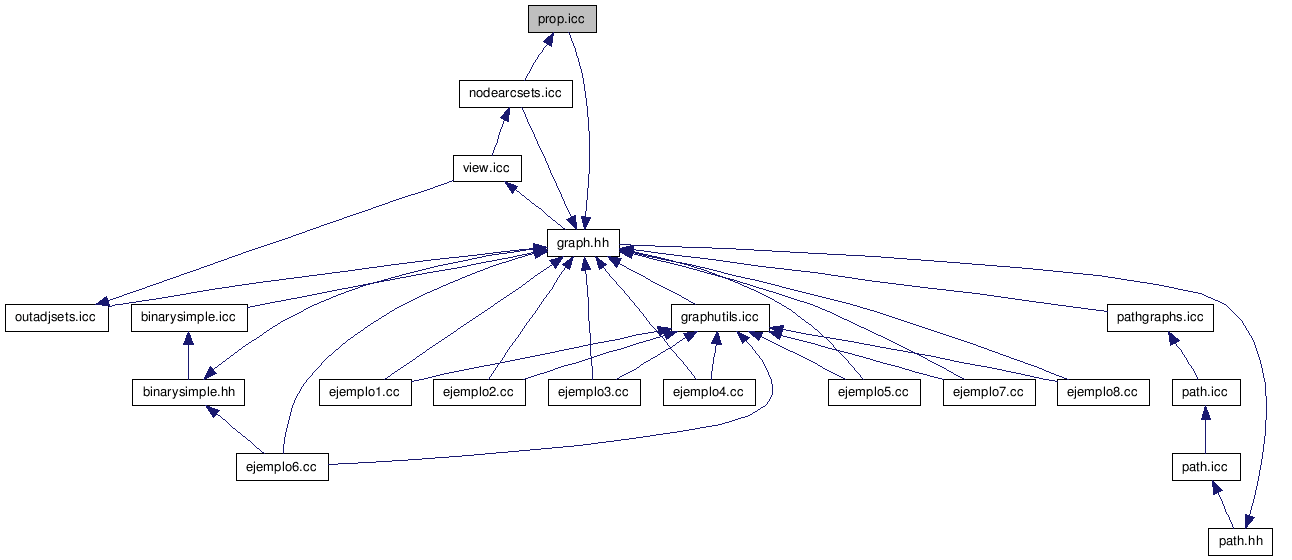 prop.icc
nodearcsets.icc
view.icc
graph.hh
outadjsets.icc
binarysimple.icc
graphutils.icc
pathgraphs.icc
binarysimple.hh
ejemplo1.cc
ejemplo2.cc
ejemplo3.cc
ejemplo4.cc
ejemplo5.cc
ejemplo7.cc
ejemplo8.cc
path.icc
ejemplo6.cc
path.icc
path.hh